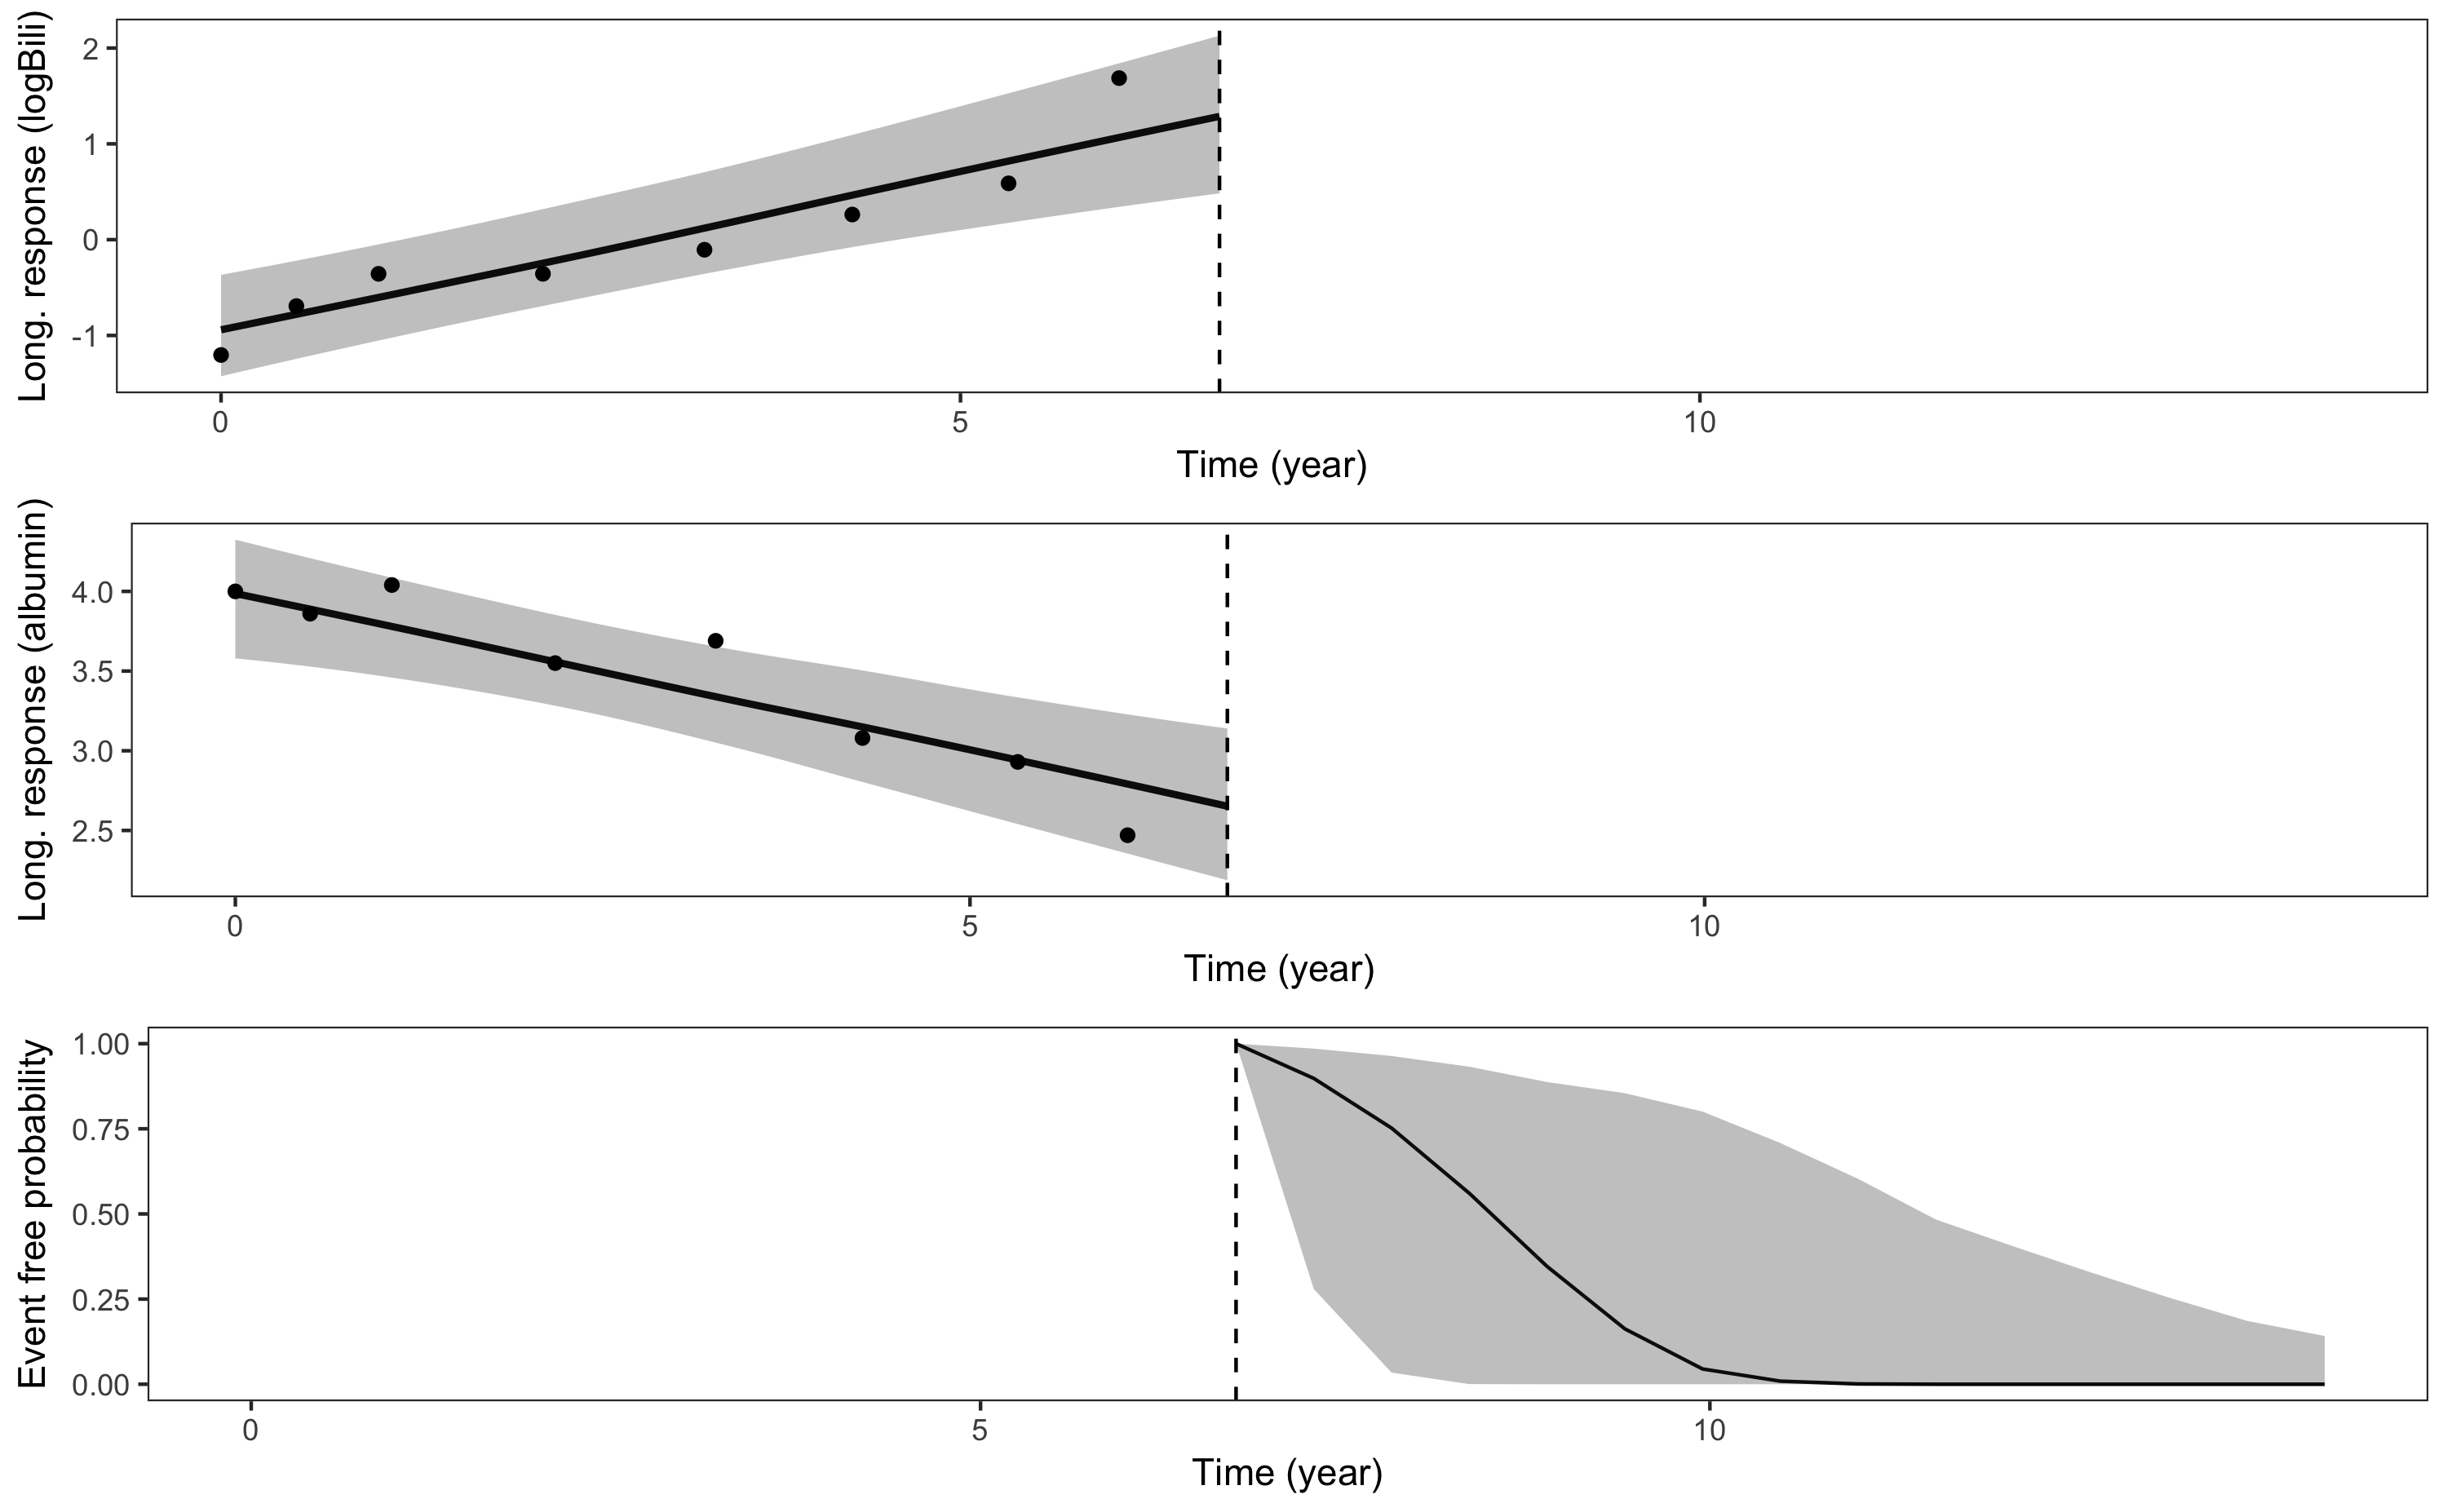 Long. response (logBili)
2
1
0
-1
0 5 10
Time (year)
Long. response (albumin)
4.0
3.5
3.0
2.5
0 5 10
Time (year)
Event free probability
1.00
0.75
0.50
0.25
0.00
0 5 10
Time (year)